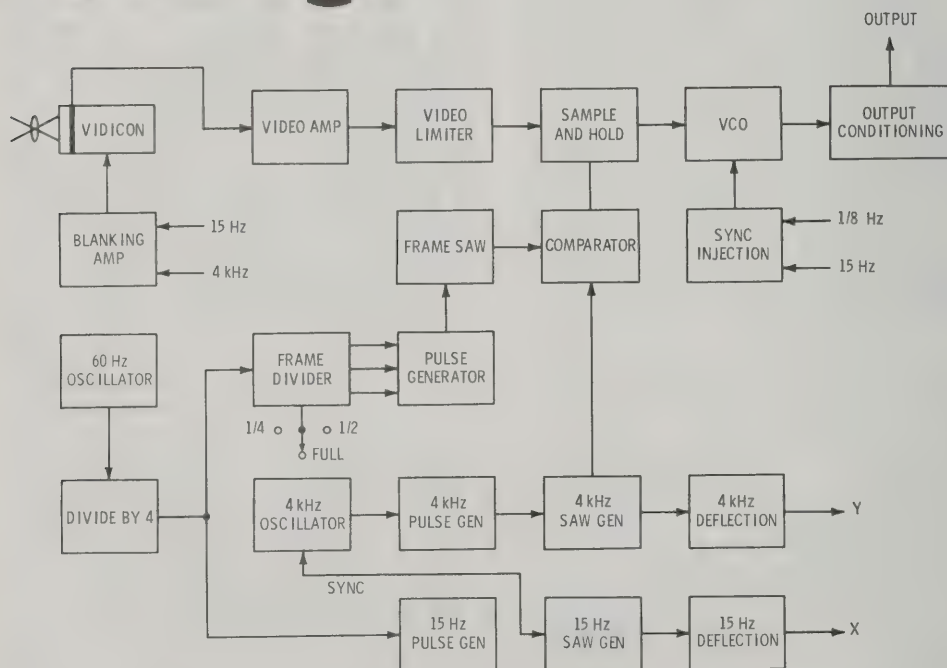 OUTPUT
VIDICON
VIDEO AMP
VIDEO
LIMITER
SAMPLE
AND HOLD
VCO
OUTPUT
CONDITIONING
BLANKING
AMP
15 Hz
4 kHz
FRAME SAW
COMPARATOR
SYNC
INJECTION
1/8 Hz
15 Hz
60 Hz
OSCILLATOR
FRAME
DIVIDER
PULSE
GENERATOR
1/4
1/2
FULL
DIVIDE BY 4
4 kHz
OSCILLATOR
4 kHz
PULSE GEN
4 kHz
SAW GEN
4 kHz
DEFLECTION
Y
SYNC
15 Hz
PULSE GEN
15 Hz
SAW GEN
15 Hz
DEFLECTION
X